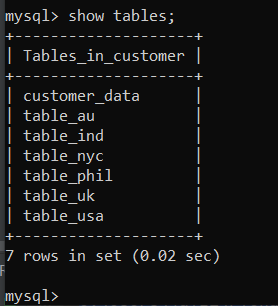 mysql> show tables;
+--------------------+
| Tables_in_customer |
+--------------------+
| customer_data      |
| table_au           |
| table_ind          |
| table_nyc          |
| table_phil         |
| table_uk           |
| table_usa          |
+--------------------+
7 rows in set (0.02 sec)
mysql>